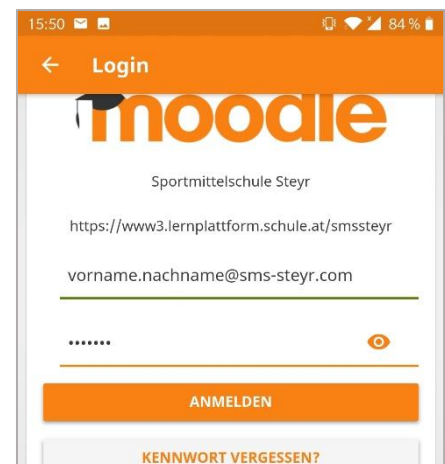 15:50 84 %
Login
moodle
Sportmittelschule Steyr
https://www3.lernplattform.schule.at/smssteyr
vorname.nachname@sms-steyr.com
•••••••
ANMELDEN
KENNWORT VERGESSEN?